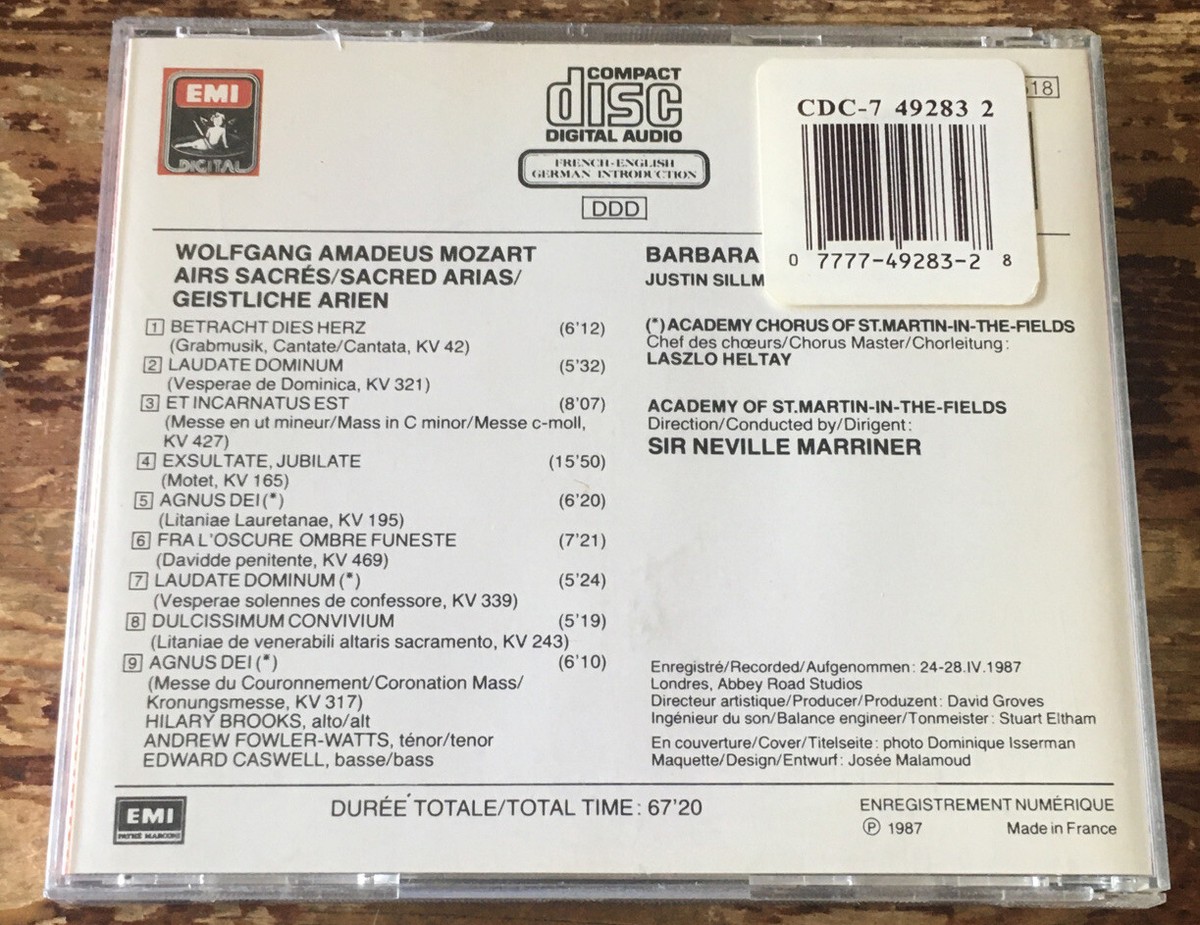 EMI
DIGITAL
COMPACT
disc
DIGITAL AUDIO
FRENCH-ENGLISH
GERMAN INTRODUCTION
DDD
518
CDC-7 49283 2
0 7777-49283-2 8
WOLFGANG AMADEUS MOZART
AIRS SACRÉS/SACRED ARIAS/
GEISTLICHE ARIEN
1 BETRACHT DIES HERZ (6'12)
(Grabmusik, Cantate/Cantata, KV 42)
2 LAUDATE DOMINUM (5'32)
(Vesperae de Dominica, KV 321)
3 ET INCARNATUS EST (8'07)
(Messe en ut mineur/Mass in C minor/Messe c-moll,
KV 427)
4 EXSULTATE, JUBILATE (15'50)
(Motet, KV 165)
5 AGNUS DEI (*) (6'20)
(Litaniae Lauretanae, KV 195)
6 FRA L'OSCURE OMBRE FUNESTE (7'21)
(Davidde penitente, KV 469)
7 LAUDATE DOMINUM (*) (5'24)
(Vesperae solennes de confessore, KV 339)
8 DULCISSIMUM CONVIVIUM (5'19)
(Litaniae de venerabili altaris sacramento, KV 243)
9 AGNUS DEI (*) (6'10)
(Messe du Couronnement/Coronation Mass/
Kronungsmesse, KV 317)
HILARY BROOKS, alto/alt
ANDREW FOWLER-WATTS, ténor/tenor
EDWARD CASWELL, basse/bass
BARBARA
JUSTIN SILLM
(*) ACADEMY CHORUS OF ST.MARTIN-IN-THE-FIELDS
Chef des chœurs/Chorus Master/Chorleitung:
LASZLO HELTAY
ACADEMY OF ST.MARTIN-IN-THE-FIELDS
Direction/Conducted by/Dirigent:
SIR NEVILLE MARRINER
Enregistré/Recorded/Aufgenommen: 24-28.IV.1987
Londres, Abbey Road Studios
Directeur artistique/Producer/Produzent: David Groves
Ingénieur du son/Balance engineer/Tonmeister: Stuart Eltham
En couverture/Cover/Titelseite: photo Dominique Isserman
Maquette/Design/Entwurf: Josée Malamoud
EMI
PATHÉ MARCONI
DURÉE TOTALE/TOTAL TIME: 67'20
ENREGISTREMENT NUMÉRIQUE
Ⓟ 1987 Made in France